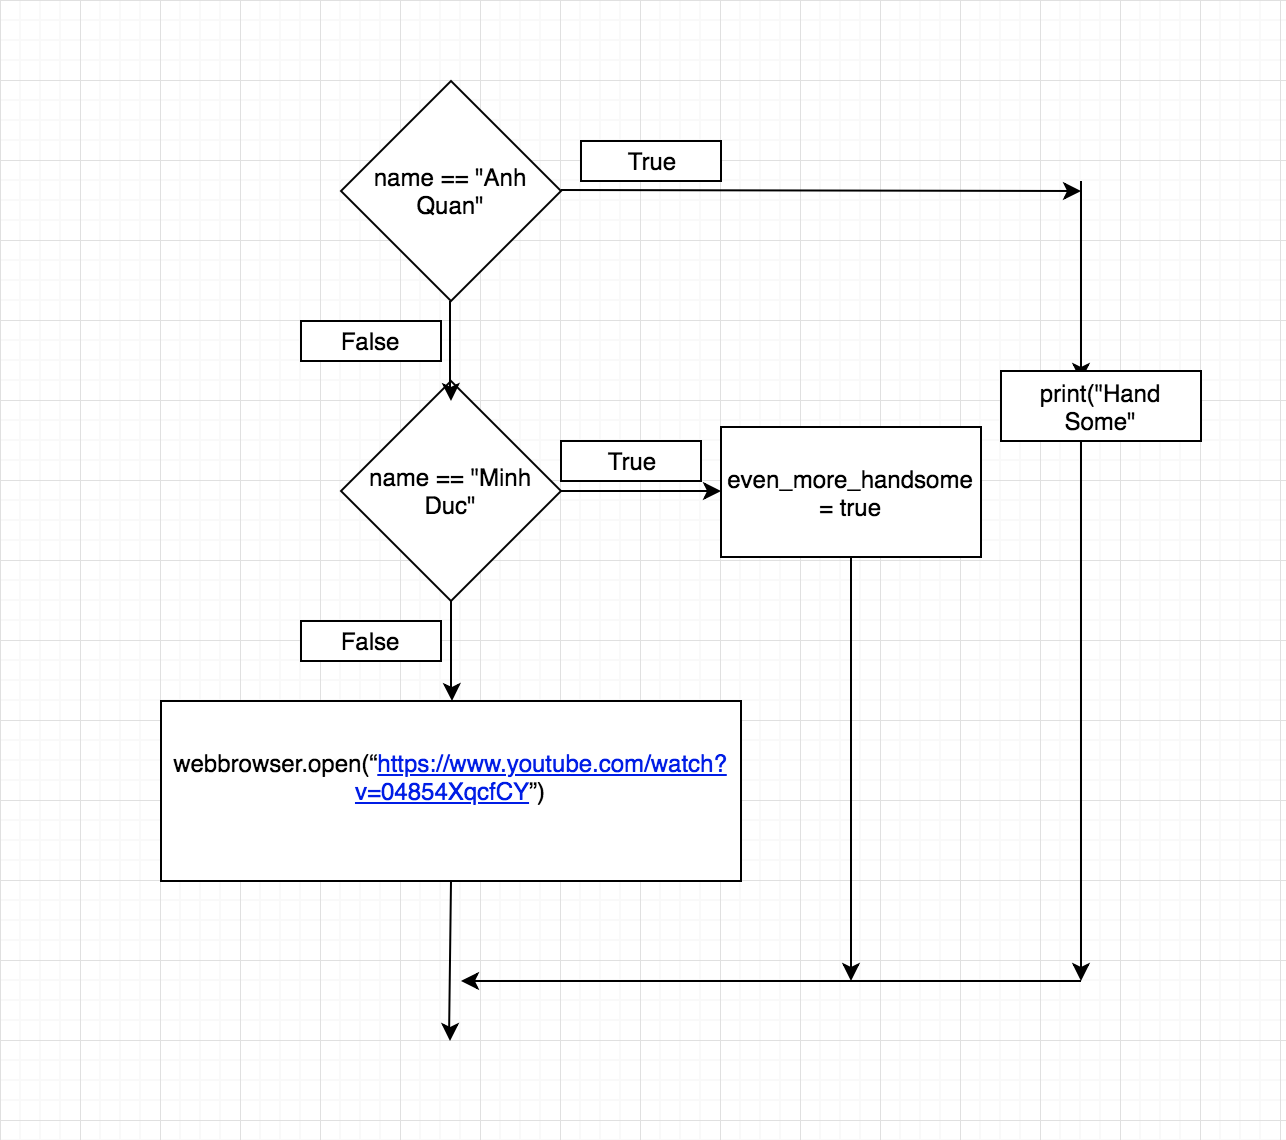 name == "Anh
Quan"
True
False
print("Hand
Some"
name == "Minh
Duc"
True
even_more_handsome
= true
False
webbrowser.open(“https://www.youtube.com/watch?
v=04854XqcfCY”)